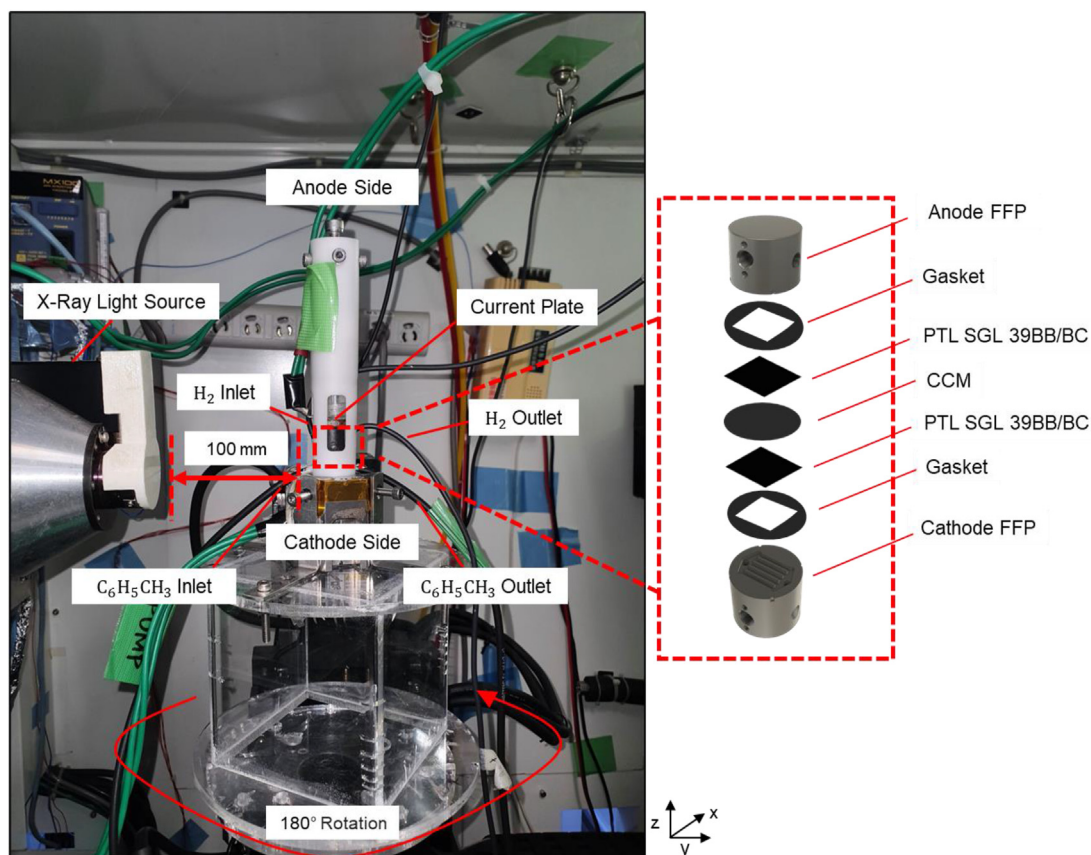 MX100
Anode Side
X-Ray Light Source
Current Plate
H₂ Inlet
H₂ Outlet
100 mm
Cathode Side
C₆H₅CH₃ Inlet
C₆H₅CH₃ Outlet
PUMP
180° Rotation
Anode FFP
Gasket
PTL SGL 39BB/BC
CCM
PTL SGL 39BB/BC
Gasket
Cathode FFP
z
x
y